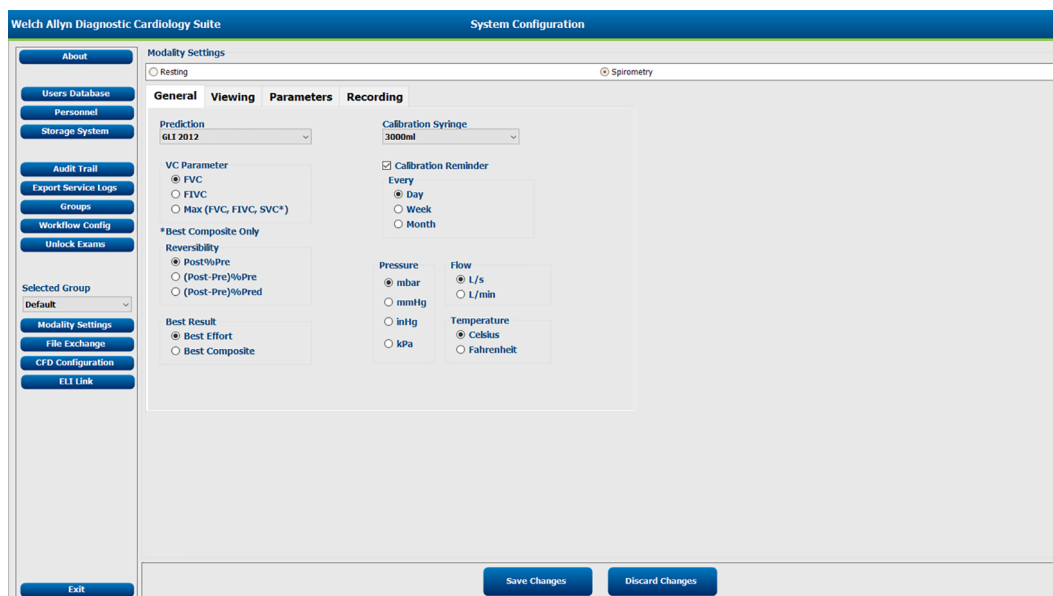 Welch Allyn Diagnostic Cardiology Suite
System Configuration
About
Users Database
Personnel
Storage System
Audit Trail
Export Service Logs
Groups
Workflow Config
Unlock Exams
Selected Group
Default
Modality Settings
File Exchange
CFD Configuration
ELI Link
Exit
Modality Settings
Resting
Spirometry
General Viewing Parameters Recording
Prediction
GLI 2012
VC Parameter
FVC
FIVC
Max (FVC, FIVC, SVC*)
*Best Composite Only
Reversibility
Post%Pre
(Post-Pre)%Pre
(Post-Pre)%Pred
Best Result
Best Effort
Best Composite
Calibration Syringe
3000ml
Calibration Reminder
Every
Day
Week
Month
Pressure
mbar
mmHg
inHg
kPa
Flow
L/s
L/min
Temperature
Celsius
Fahrenheit
Save Changes
Discard Changes